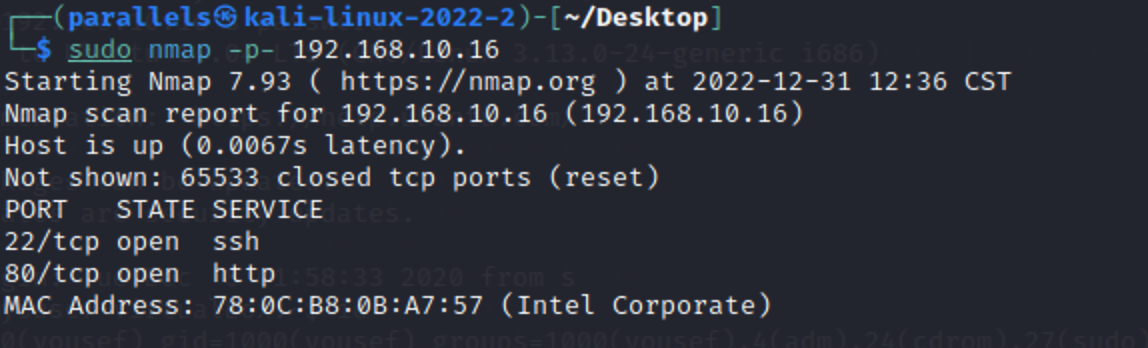 ┌──(parallels㉿kali-linux-2022-2)-[~/Desktop]
└─$ sudo nmap -p- 192.168.10.16
Starting Nmap 7.93 ( https://nmap.org ) at 2022-12-31 12:36 CST
Nmap scan report for 192.168.10.16 (192.168.10.16)
Host is up (0.0067s latency).
Not shown: 65533 closed tcp ports (reset)
PORT   STATE SERVICE
22/tcp open  ssh
80/tcp open  http
MAC Address: 78:0C:B8:0B:A7:57 (Intel Corporate)